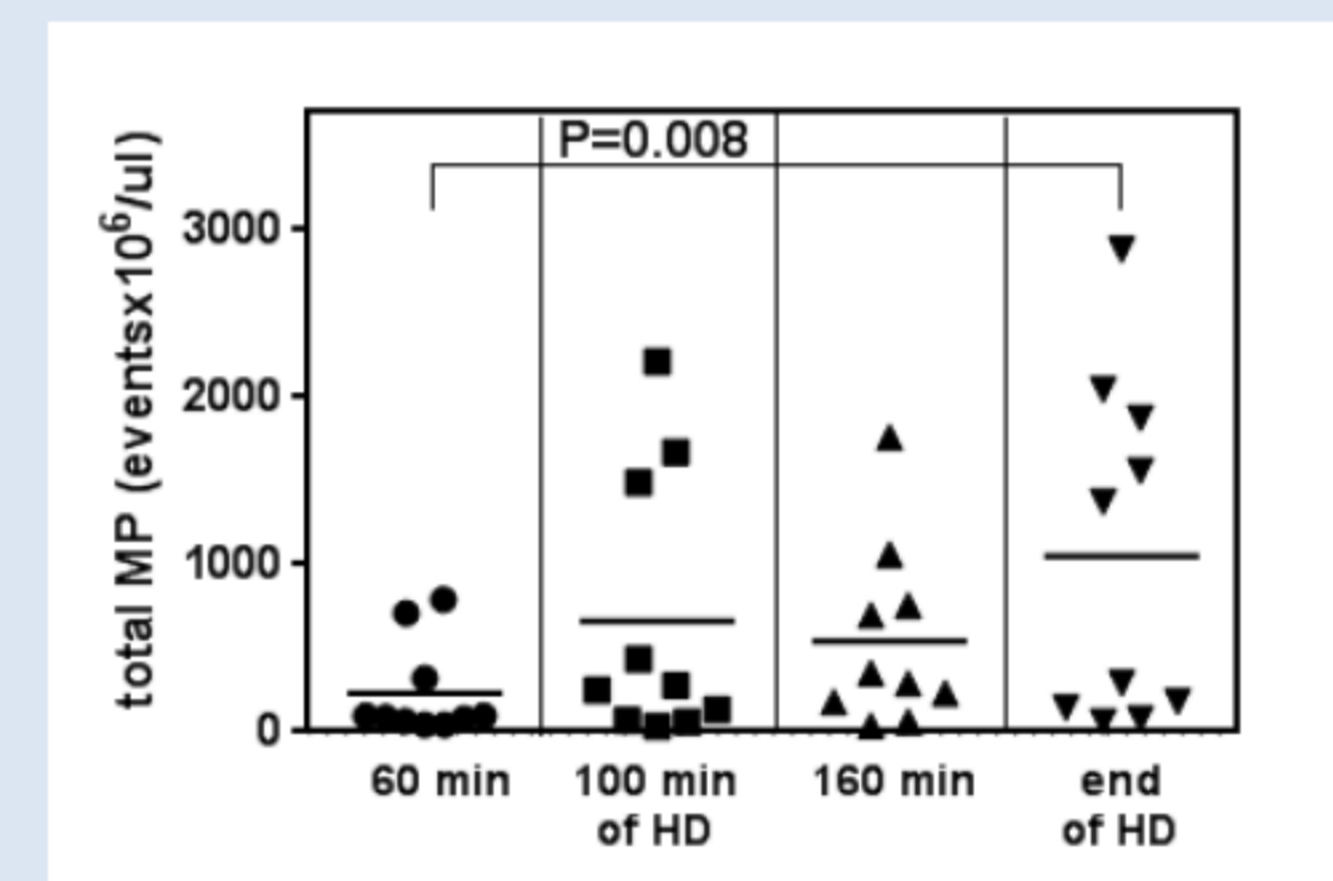 total MP (eventsx10⁶/ul)
P=0.008
3000
2000
1000
0
60 min
100 min
of HD
160 min
end
of HD